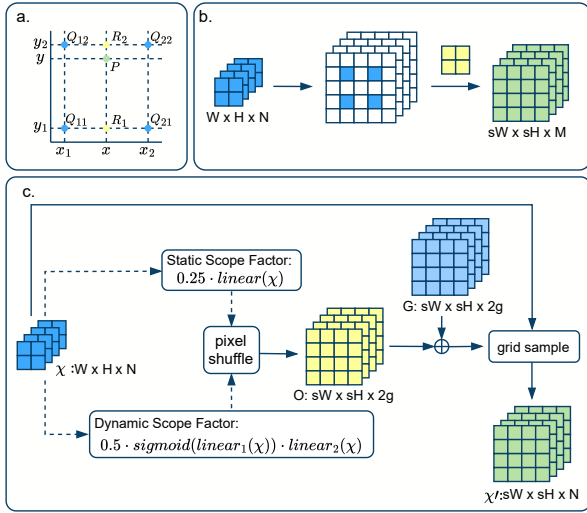 a.
y₂ Q₁₂ R₂ Q₂₂
y P
y₁ Q₁₁ R₁ Q₂₁
x₁ x x₂
b.
W x H x N
sW x sH x M
c.
Static Scope Factor:
0.25 · linear(χ)
G: sW x sH x 2g
pixel
shuffle
grid sample
χ :W x H x N
O: sW x sH x 2g
Dynamic Scope Factor:
0.5 · sigmoid(linear₁(χ)) · linear₂(χ)
χ′:sW x sH x N